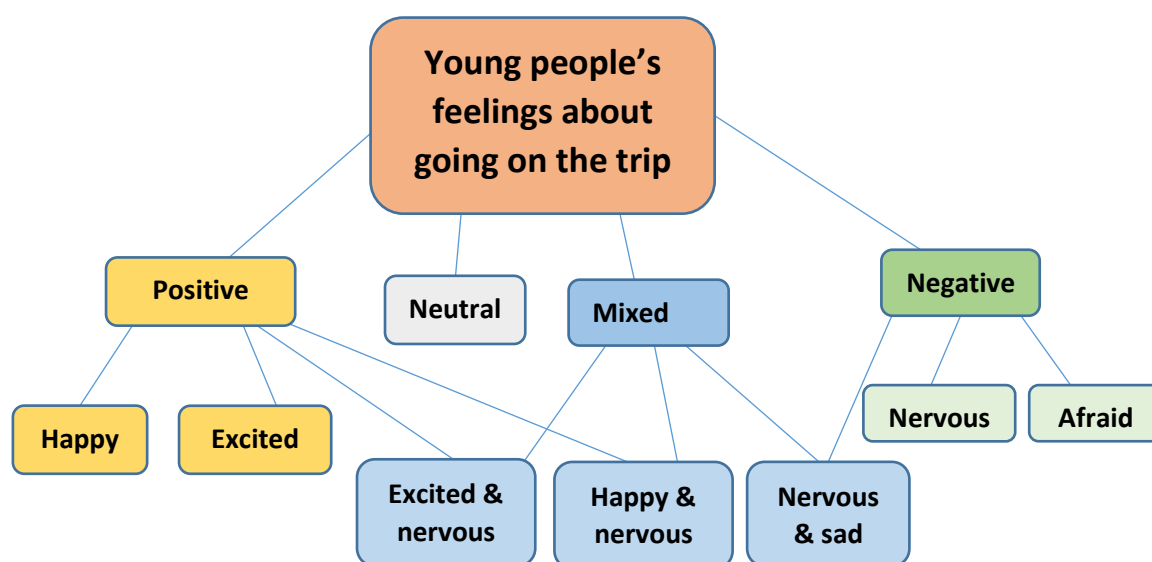 Young people’s
feelings about
going on the trip
Positive
Neutral
Mixed
Negative
Happy
Excited
Nervous
Afraid
Excited &
nervous
Happy &
nervous
Nervous
& sad